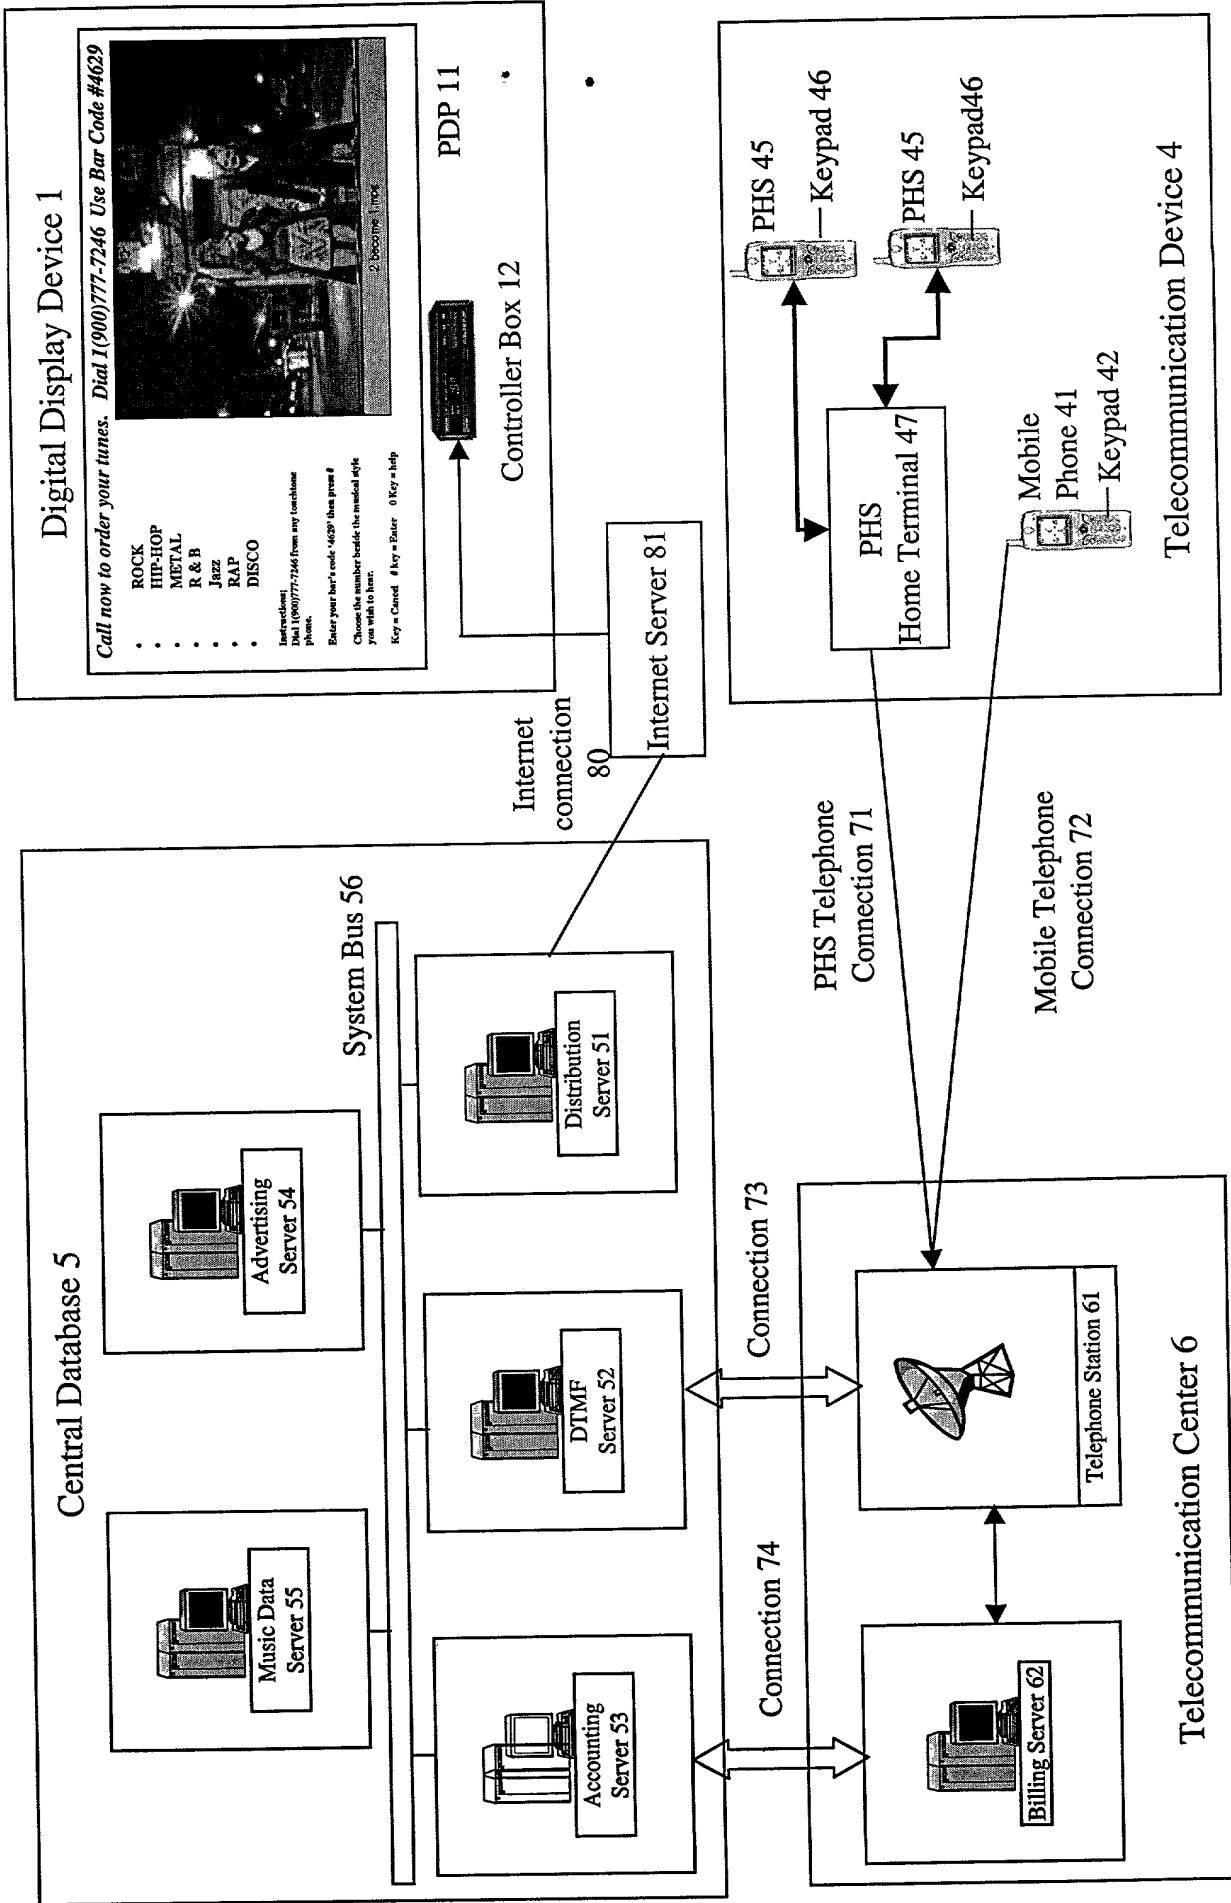 Central Database 5
Music Data
Server 55
Advertising
Server 54
System Bus 56
Accounting
Server 53
DTMF
Server 52
Distribution
Server 51
Internet
connection
80
Internet Server 81
Digital Display Device 1
Call now to order your tunes.  Dial 1(900)777-7246  Use Bar Code #4629
• ROCK
• HIP-HOP
• METAL
• R & B
• Jazz
• RAP
• DISCO
Instructions:
Dial 1(900)777-7246 from any touchtone
phone.
Enter your bar's code '4629' then press #
Choose the number beside the musical style
you wish to hear.
Key = Cancel  # key = Enter  0 Key = help
2 become 1.mpg
PDP 11
Controller Box 12
Connection 74
Connection 73
PHS Telephone
Connection 71
Mobile Telephone
Connection 72
Billing Server 62
Telephone Station 61
Telecommunication Center 6
PHS
Home Terminal 47
PHS 45
Keypad 46
PHS 45
Keypad46
Mobile
Phone 41
Keypad 42
Telecommunication Device 4